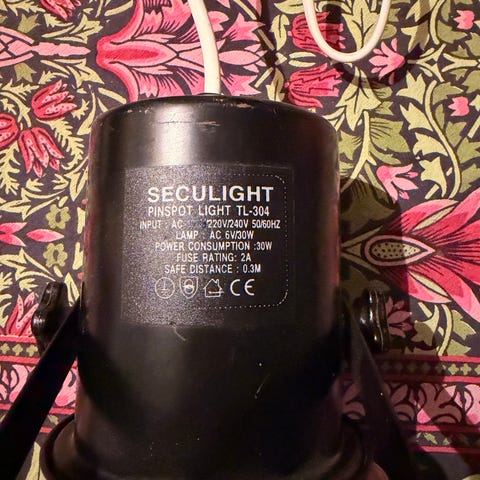 SECULIGHT
PINSPOT LIGHT TL-304
INPUT : AC /220V/240V 50/60HZ
LAMP : AC 6V/30W
POWER CONSUMPTION :30W
FUSE RATING: 2A
SAFE DISTANCE : 0.3M
CE